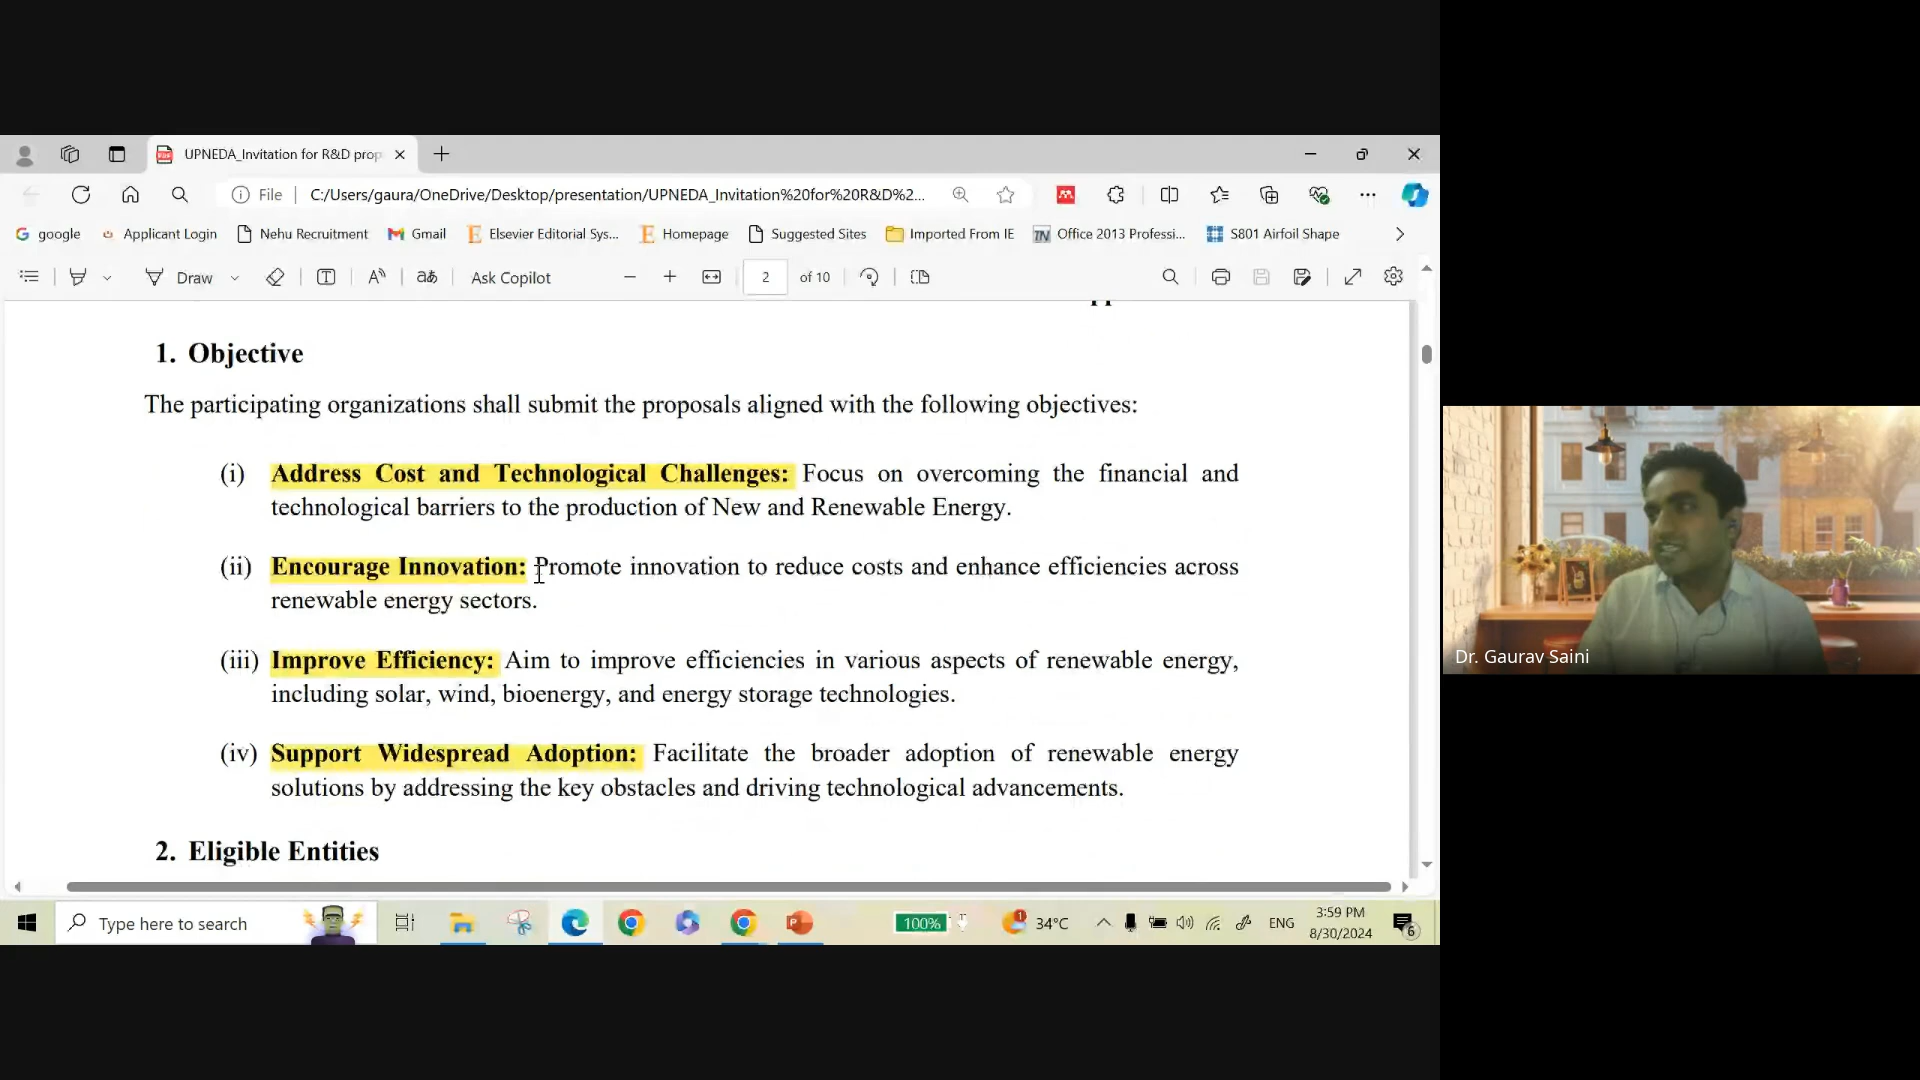 UPNEDA_Invitation for R&D prop
File
C:/Users/gaura/OneDrive/Desktop/presentation/UPNEDA_Invitation%20for%20R&D%2...
google
Applicant Login
Nehu Recruitment
Gmail
Elsevier Editorial Sys...
Homepage
Suggested Sites
Imported From IE
Office 2013 Professi...
S801 Airfoil Shape
Draw
Ask Copilot
2
of 10
1. Objective
The participating organizations shall submit the proposals aligned with the following objectives:
(i) Address Cost and Technological Challenges: Focus on overcoming the financial and
technological barriers to the production of New and Renewable Energy.
(ii) Encourage Innovation: Promote innovation to reduce costs and enhance efficiencies across
renewable energy sectors.
(iii) Improve Efficiency: Aim to improve efficiencies in various aspects of renewable energy,
including solar, wind, bioenergy, and energy storage technologies.
(iv) Support Widespread Adoption: Facilitate the broader adoption of renewable energy
solutions by addressing the key obstacles and driving technological advancements.
2. Eligible Entities
Type here to search
100%
1
34°C
ENG
3:59 PM
8/30/2024
6
Dr. Gaurav Saini